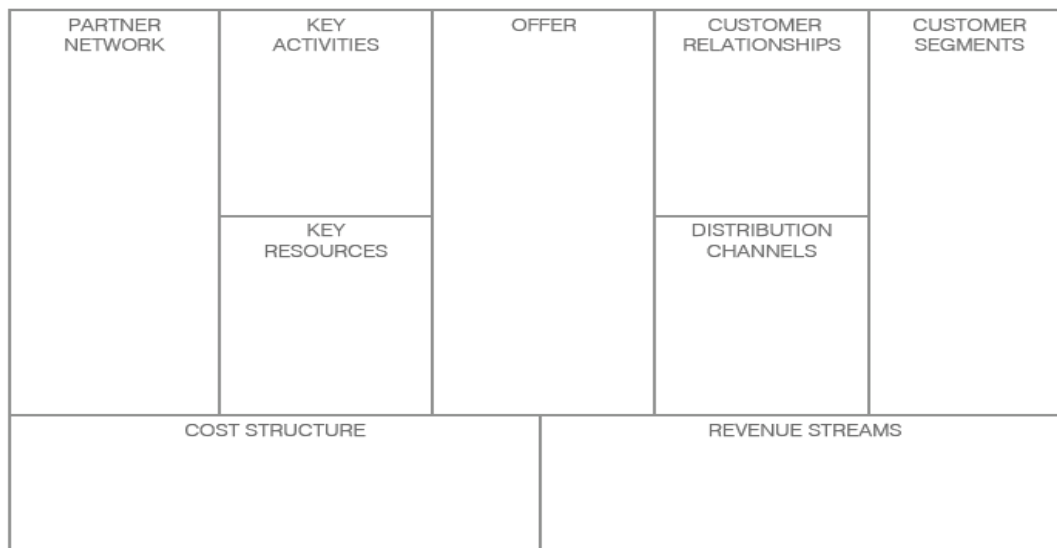 PARTNER
NETWORK
KEY
ACTIVITIES
OFFER
CUSTOMER
RELATIONSHIPS
CUSTOMER
SEGMENTS
KEY
RESOURCES
DISTRIBUTION
CHANNELS
COST STRUCTURE
REVENUE STREAMS